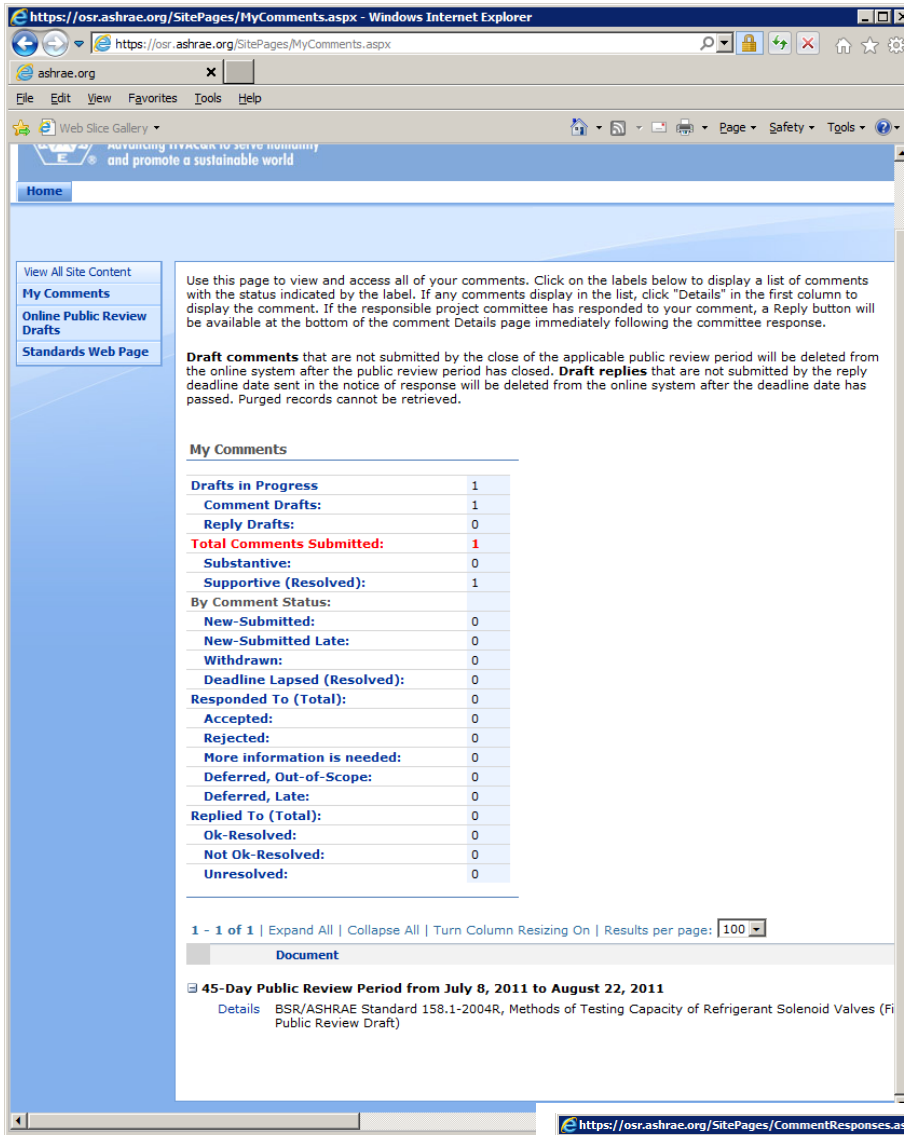 https://osr.ashrae.org/SitePages/MyComments.aspx - Windows Internet Explorer
https://osr.ashrae.org/SitePages/MyComments.aspx
ashrae.org
File Edit View Favorites Tools Help
Web Slice Gallery
Page Safety Tools
Advancing HVAC&R to serve humanity
and promote a sustainable world
Home
View All Site Content
My Comments
Online Public Review
Drafts
Standards Web Page
Use this page to view and access all of your comments. Click on the labels below to display a list of comments
with the status indicated by the label. If any comments display in the list, click "Details" in the first column to
display the comment. If the responsible project committee has responded to your comment, a Reply button will
be available at the bottom of the comment Details page immediately following the committee response.
Draft comments that are not submitted by the close of the applicable public review period will be deleted from
the online system after the public review period has closed. Draft replies that are not submitted by the reply
deadline date sent in the notice of response will be deleted from the online system after the deadline date has
passed. Purged records cannot be retrieved.
My Comments
Drafts in Progress 1
Comment Drafts: 1
Reply Drafts: 0
Total Comments Submitted: 1
Substantive: 0
Supportive (Resolved): 1
By Comment Status:
New-Submitted: 0
New-Submitted Late: 0
Withdrawn: 0
Deadline Lapsed (Resolved): 0
Responded To (Total): 0
Accepted: 0
Rejected: 0
More information is needed: 0
Deferred, Out-of-Scope: 0
Deferred, Late: 0
Replied To (Total): 0
Ok-Resolved: 0
Not Ok-Resolved: 0
Unresolved: 0
1 - 1 of 1 | Expand All | Collapse All | Turn Column Resizing On | Results per page: 100
Document
45-Day Public Review Period from July 8, 2011 to August 22, 2011
Details BSR/ASHRAE Standard 158.1-2004R, Methods of Testing Capacity of Refrigerant Solenoid Valves (Fi
Public Review Draft)
https://osr.ashrae.org/SitePages/CommentResponses.as